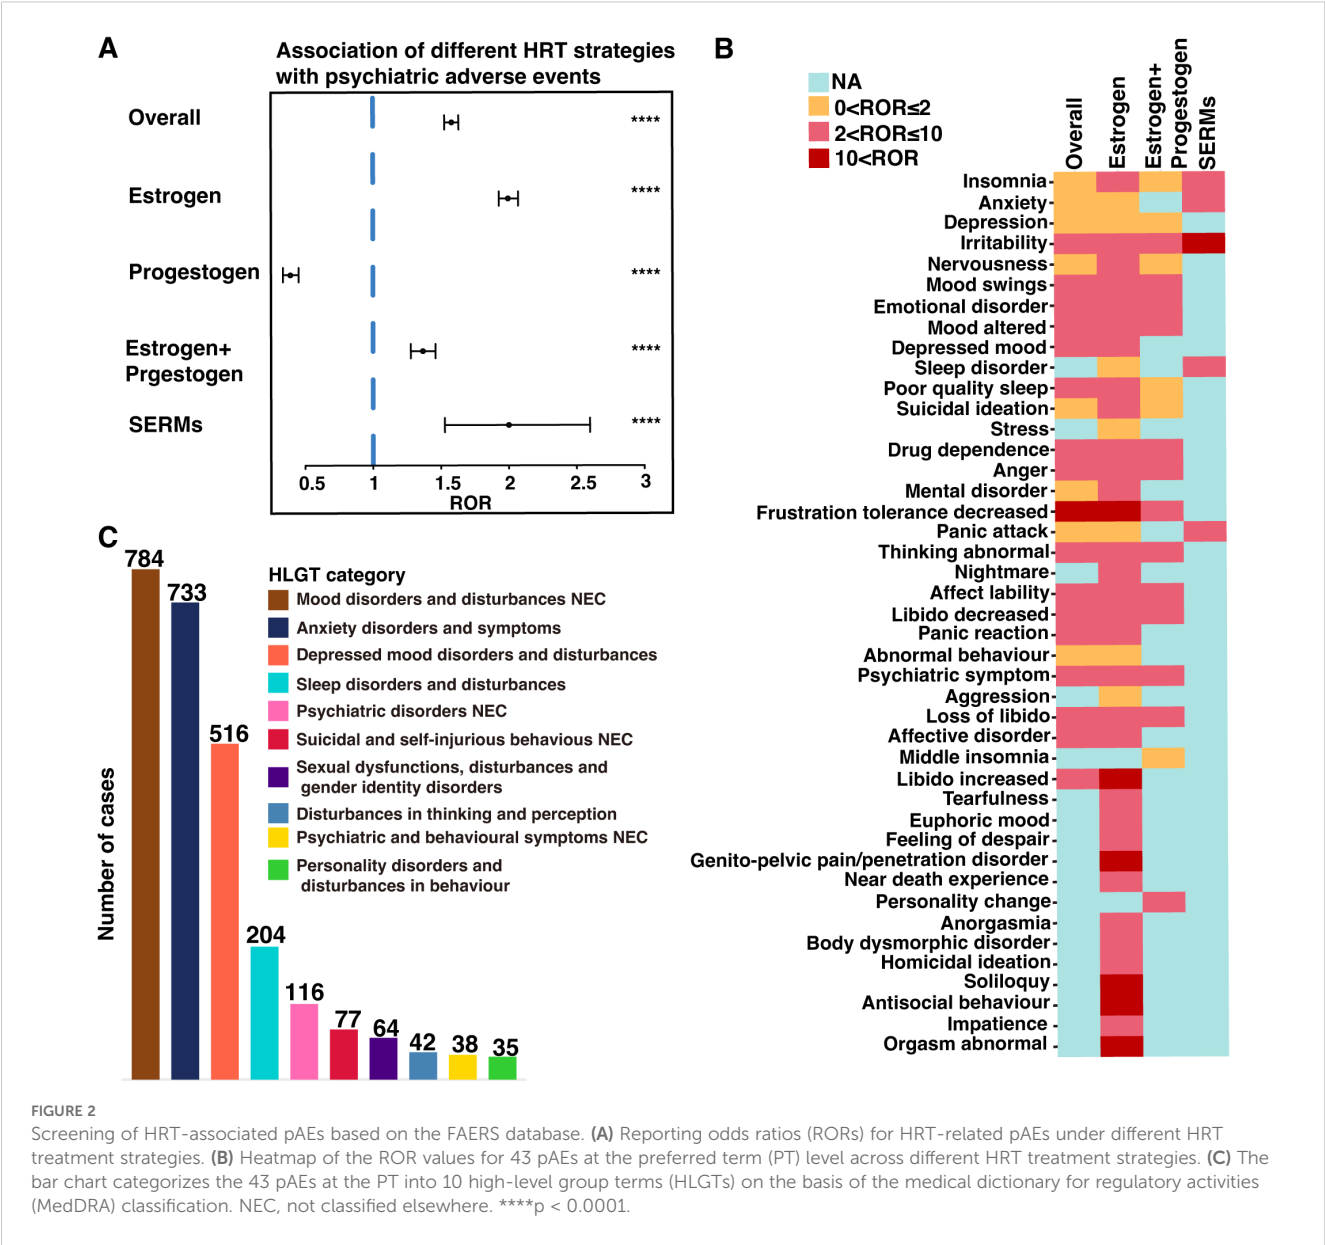 A
Association of different HRT strategies
with psychiatric adverse events
Overall
****
Estrogen
****
Progestogen
****
Estrogen+
Prgestogen
****
SERMs
****
0.5 1 1.5 2 2.5 3
ROR
B
NA
0<ROR≤2
2<ROR≤10
10<ROR
Overall
Estrogen
Estrogen+
Progestogen
SERMs
Insomnia
Anxiety
Depression
Irritability
Nervousness
Mood swings
Emotional disorder
Mood altered
Depressed mood
Sleep disorder
Poor quality sleep
Suicidal ideation
Stress
Drug dependence
Anger
Mental disorder
Frustration tolerance decreased
Panic attack
Thinking abnormal
Nightmare
Affect lability
Libido decreased
Panic reaction
Abnormal behaviour
Psychiatric symptom
Aggression
Loss of libido
Affective disorder
Middle insomnia
Libido increased
Tearfulness
Euphoric mood
Feeling of despair
Genito-pelvic pain/penetration disorder
Near death experience
Personality change
Anorgasmia
Body dysmorphic disorder
Homicidal ideation
Soliloquy
Antisocial behaviour
Impatience
Orgasm abnormal
C
Number of cases
784
733
516
204
116
77
64
42
38
35
HLGT category
Mood disorders and disturbances NEC
Anxiety disorders and symptoms
Depressed mood disorders and disturbances
Sleep disorders and disturbances
Psychiatric disorders NEC
Suicidal and self-injurious behavious NEC
Sexual dysfunctions, disturbances and
gender identity disorders
Disturbances in thinking and perception
Psychiatric and behavioural symptoms NEC
Personality disorders and
disturbances in behaviour
FIGURE 2
Screening of HRT-associated pAEs based on the FAERS database. (A) Reporting odds ratios (RORs) for HRT-related pAEs under different HRT
treatment strategies. (B) Heatmap of the ROR values for 43 pAEs at the preferred term (PT) level across different HRT treatment strategies. (C) The
bar chart categorizes the 43 pAEs at the PT into 10 high-level group terms (HLGTs) on the basis of the medical dictionary for regulatory activities
(MedDRA) classification. NEC, not classified elsewhere. ****p < 0.0001.